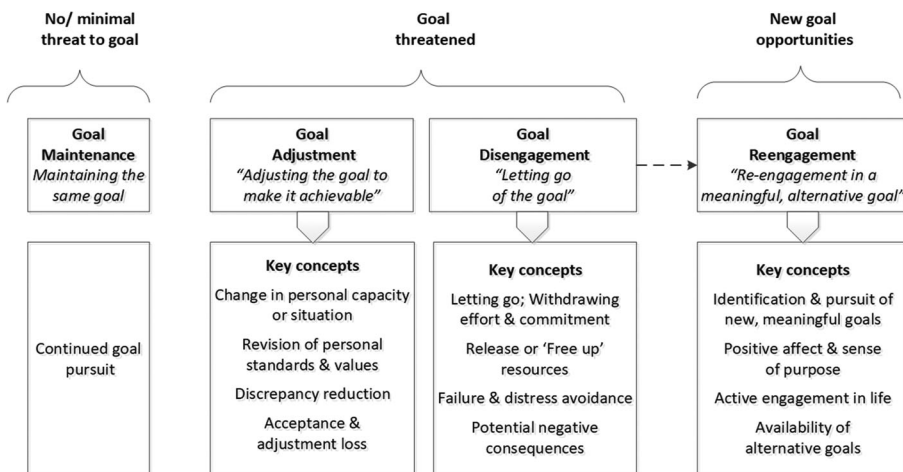 No/ minimal
threat to goal
Goal
threatened
New goal
opportunities
Goal
Maintenance
Maintaining the
same goal
Goal
Adjustment
“Adjusting the goal to
make it achievable”
Goal
Disengagement
“Letting go
of the goal”
Goal
Reengagement
“Re-engagement in a
meaningful, alternative goal”
Continued goal
pursuit
Key concepts
Change in personal capacity
or situation
Revision of personal
standards & values
Discrepancy reduction
Acceptance &
adjustment loss
Key concepts
Letting go; Withdrawing
effort & commitment
Release or ‘Free up’
resources
Failure & distress avoidance
Potential negative
consequences
Key concepts
Identification & pursuit of
new, meaningful goals
Positive affect & sense
of purpose
Active engagement in life
Availability of
alternative goals